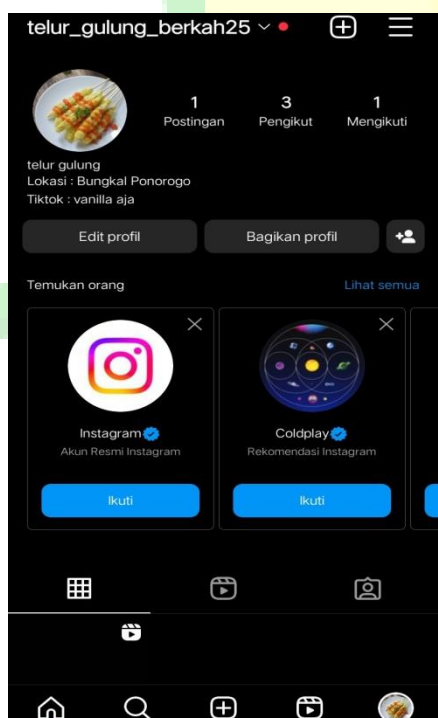 telur_gulung_berkah25
1 3 1
Postingan Pengikut Mengikuti
telur gulung
Lokasi : Bungkal Ponorogo
Tiktok : vanilla aja
Edit profil Bagikan profil
Temukan orang Lihat semua
Instagram Coldplay
Akun Resmi Instagram Rekomendasi Instagram
Ikuti Ikuti